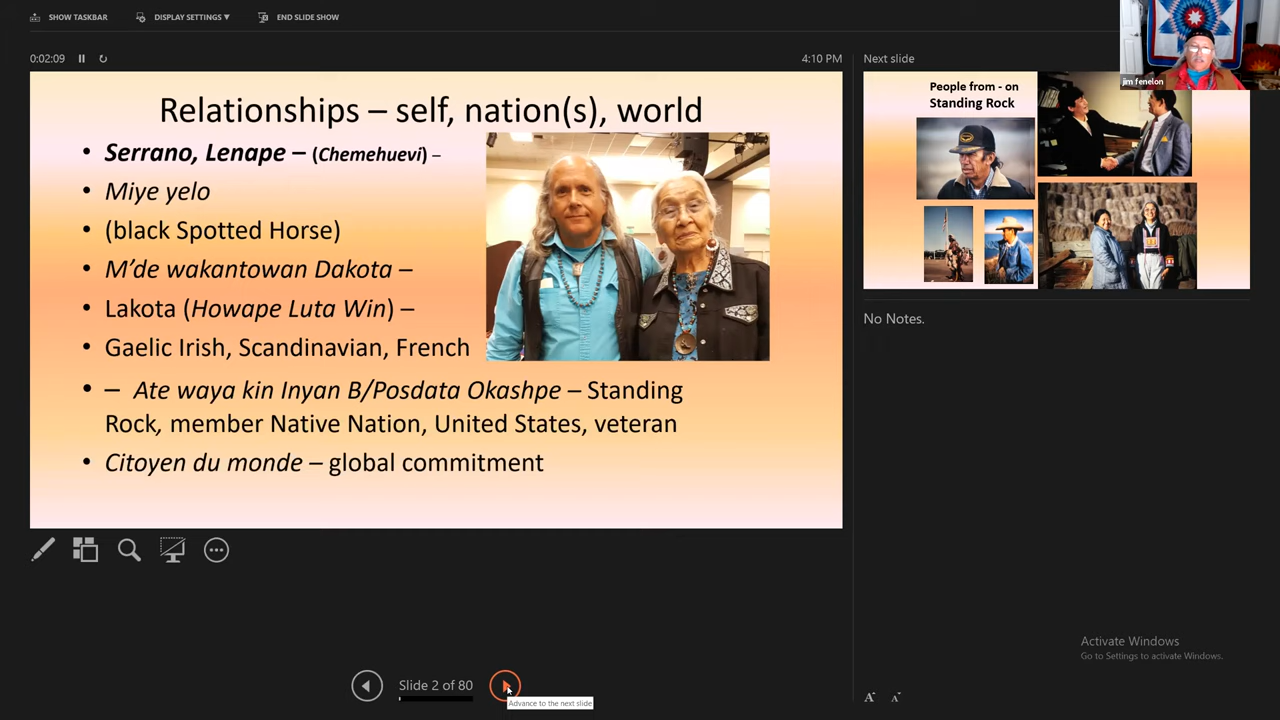 SHOW TASKBAR
DISPLAY SETTINGS ▼
END SLIDE SHOW
0:02:09
4:10 PM
Relationships – self, nation(s), world
• Serrano, Lenape – (Chemehuevi) –
• Miye yelo
• (black Spotted Horse)
• M’de wakantowan Dakota –
• Lakota (Howape Luta Win) –
• Gaelic Irish, Scandinavian, French
• – Ate waya kin Inyan B/Posdata Okashpe – Standing
Rock, member Native Nation, United States, veteran
• Citoyen du monde – global commitment
Slide 2 of 80
Advance to the next slide
Next slide
jim fenelon
People from - on
Standing Rock
No Notes.
Activate Windows
Go to Settings to activate Windows.
A A